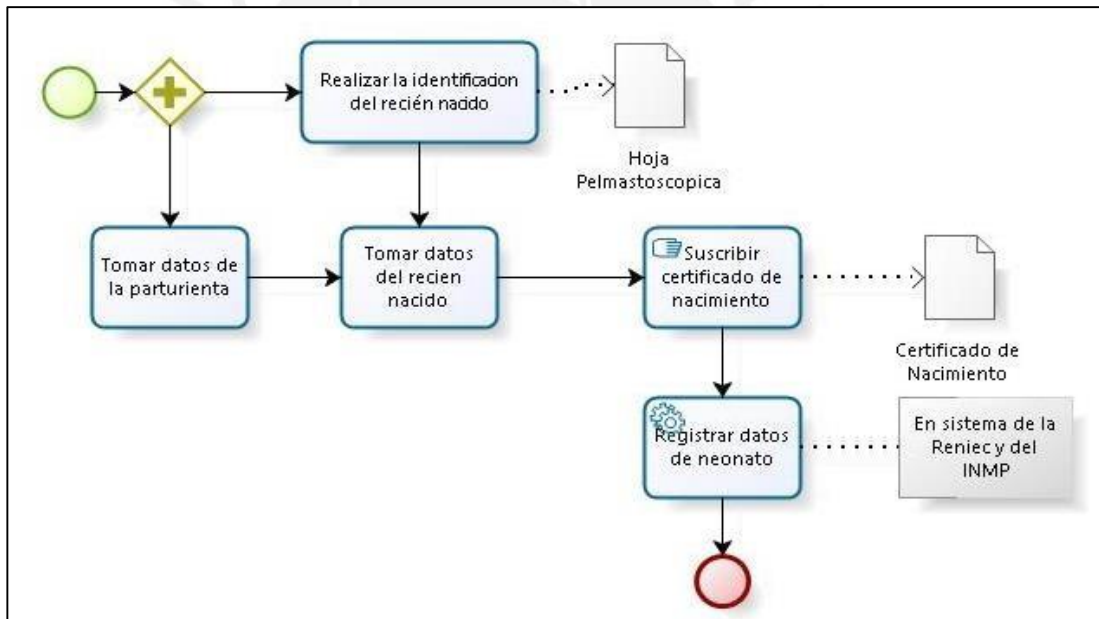 Realizar la identificacion
del recién nacido
Hoja
Pelmastoscopica
Tomar datos de
la parturienta
Tomar datos
del recien
nacido
Suscribir
certificado de
nacimiento
Certificado de
Nacimiento
Registrar datos
de neonato
En sistema de la
Reniec y del
INMP